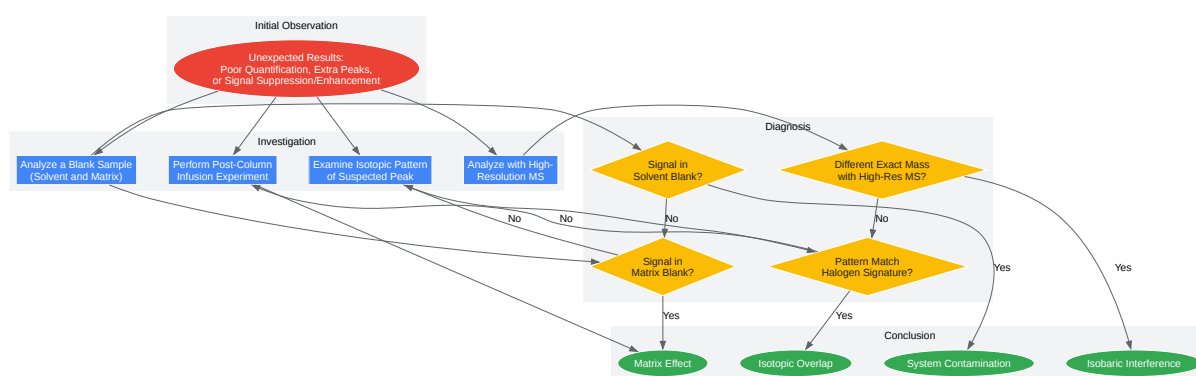 Initial Observation
Unexpected Results:
Poor Quantification, Extra Peaks,
or Signal Suppression/Enhancement
Investigation
Analyze a Blank Sample
(Solvent and Matrix)
Perform Post-Column
Infusion Experiment
Examine Isotopic Pattern
of Suspected Peak
Analyze with High-
Resolution MS
Diagnosis
Signal in
Solvent Blank?
Different Exact Mass
with High-Res MS?
No
No
No
No
Signal in
Matrix Blank?
Pattern Match
Halogen Signature?
Yes
Yes
Yes
Yes
Conclusion
Matrix Effect
Isotopic Overlap
System Contamination
Isobaric Interference